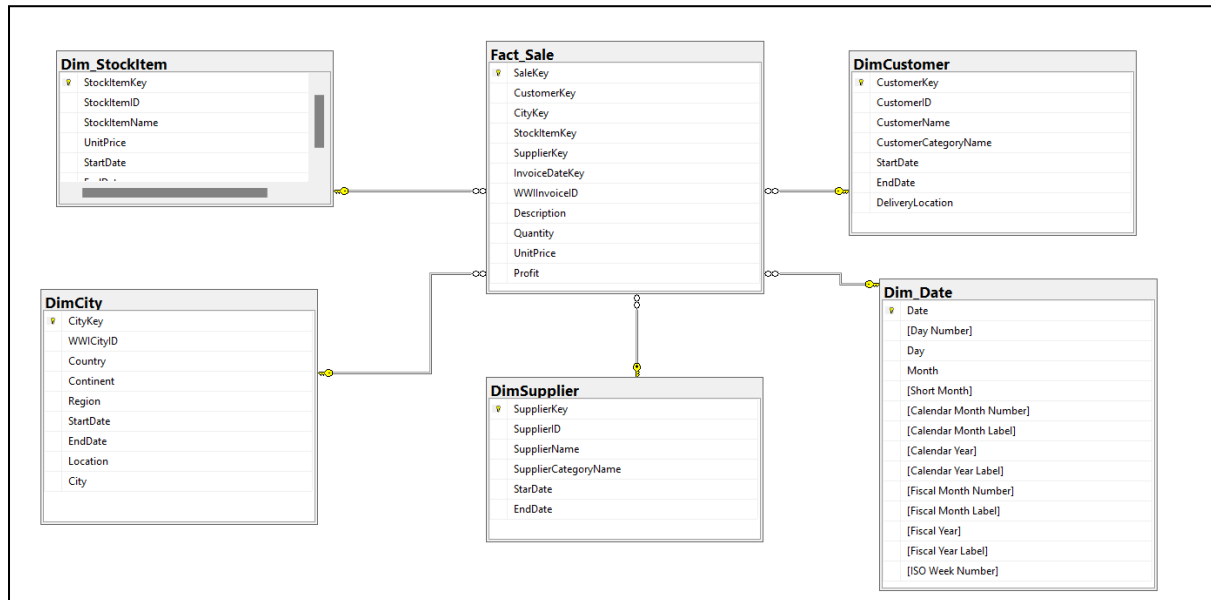 Dim_StockItem
StockItemKey
StockItemID
StockItemName
UnitPrice
StartDate
Fact_Sale
SaleKey
CustomerKey
CityKey
StockItemKey
SupplierKey
InvoiceDateKey
WWIInvoiceID
Description
Quantity
UnitPrice
Profit
DimCustomer
CustomerKey
CustomerID
CustomerName
CustomerCategoryName
StartDate
EndDate
DeliveryLocation
DimCity
CityKey
WWICityID
Country
Continent
Region
StartDate
EndDate
Location
City
DimSupplier
SupplierKey
SupplierID
SupplierName
SupplierCategoryName
StarDate
EndDate
Dim_Date
Date
[Day Number]
Day
Month
[Short Month]
[Calendar Month Number]
[Calendar Month Label]
[Calendar Year]
[Calendar Year Label]
[Fiscal Month Number]
[Fiscal Month Label]
[Fiscal Year]
[Fiscal Year Label]
[ISO Week Number]